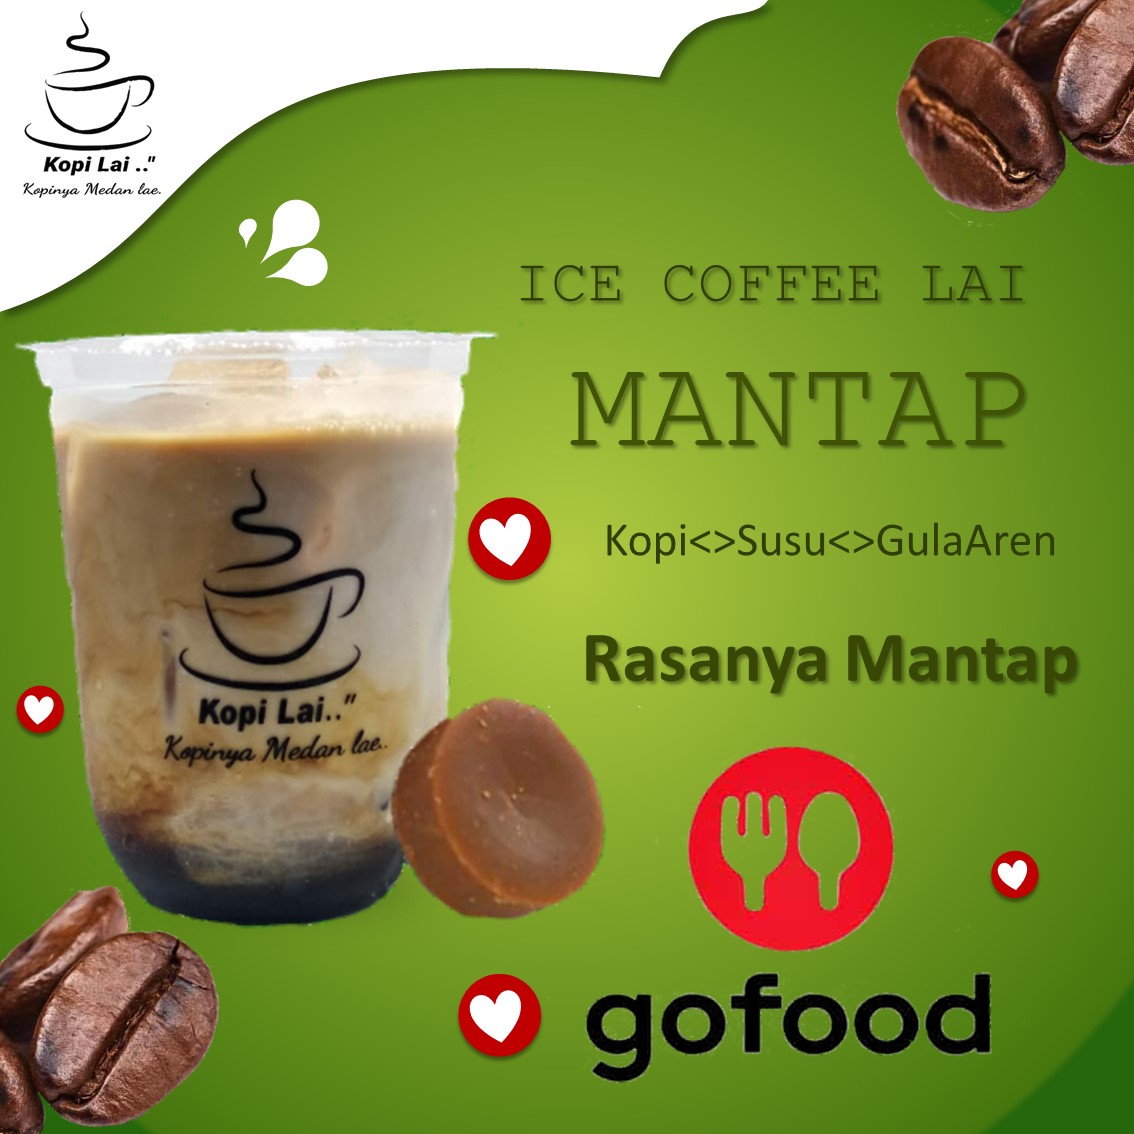 Kopi Lai .."
Kopinya Medan lae.
ICE COFFEE LAI
MANTAP
Kopi<>Susu<>GulaAren
Rasanya Mantap
Kopi Lai.."
Kopinya Medan lae..
gofood